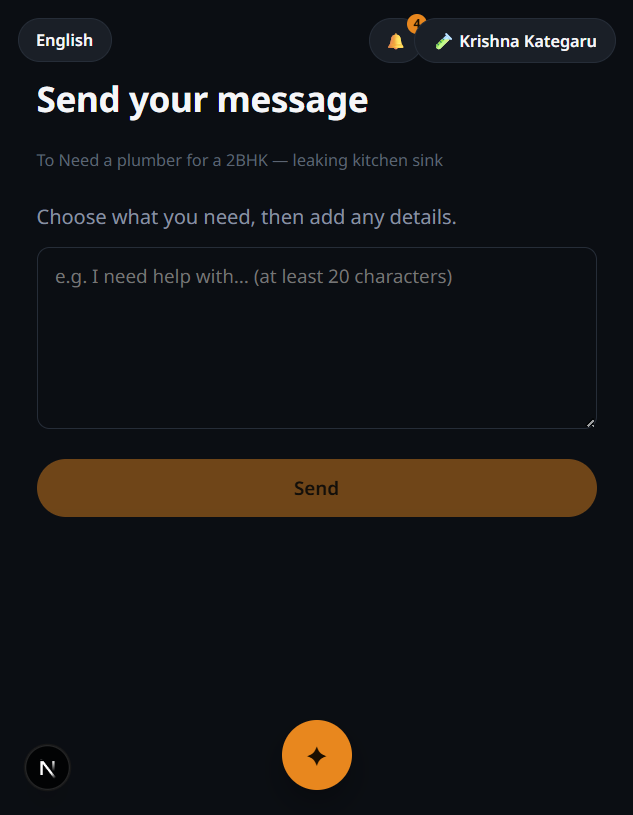 English
4
Krishna Kategaru
Send your message
To Need a plumber for a 2BHK — leaking kitchen sink
Choose what you need, then add any details.
e.g. I need help with... (at least 20 characters)
Send
N